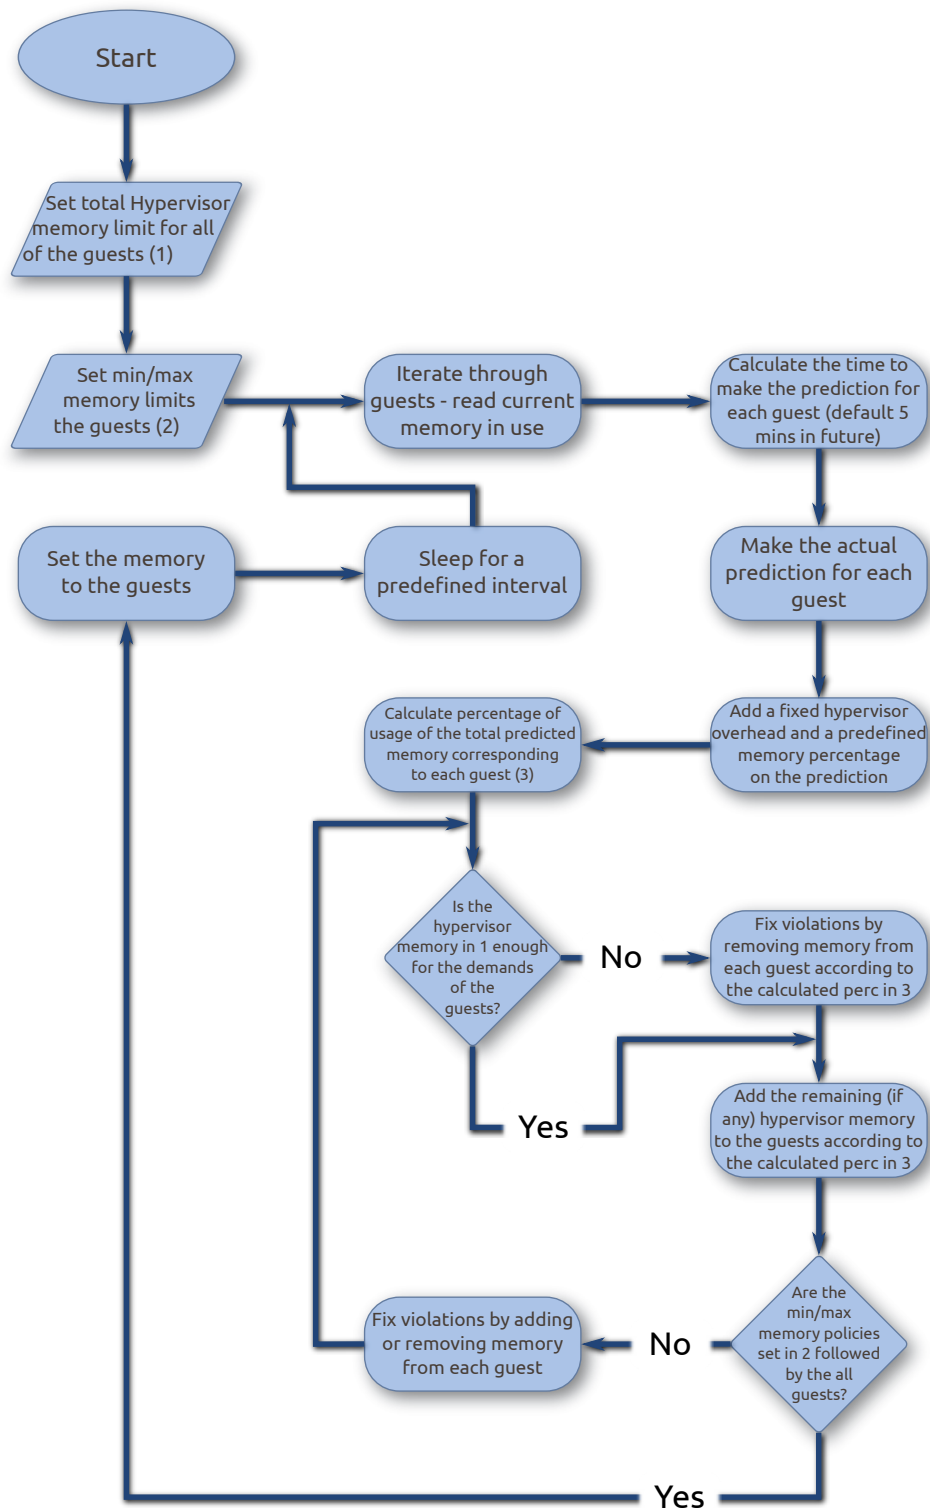 Start
Set total Hypervisor
memory limit for all
of the guests (1)
Set min/max
memory limits
the guests (2)
Iterate through
guests - read current
memory in use
Calculate the time to
make the prediction for
each guest (default 5
mins in future)
Set the memory
to the guests
Sleep for a
predefined interval
Make the actual
prediction for each
guest
Calculate percentage of
usage of the total predicted
memory corresponding
to each guest (3)
Add a fixed hypervisor
overhead and a predefined
memory percentage
on the prediction
Is the
hypervisor
memory in 1 enough
for the demands
of the
guests?
No
Fix violations by
removing memory from
each guest according to
the calculated perc in 3
Yes
Add the remaining (if
any) hypervisor memory
to the guests according to
the calculated perc in 3
Are the
min/max
memory policies
set in 2 followed
by the all
guests?
No
Fix violations by adding
or removing memory
from each guest
Yes